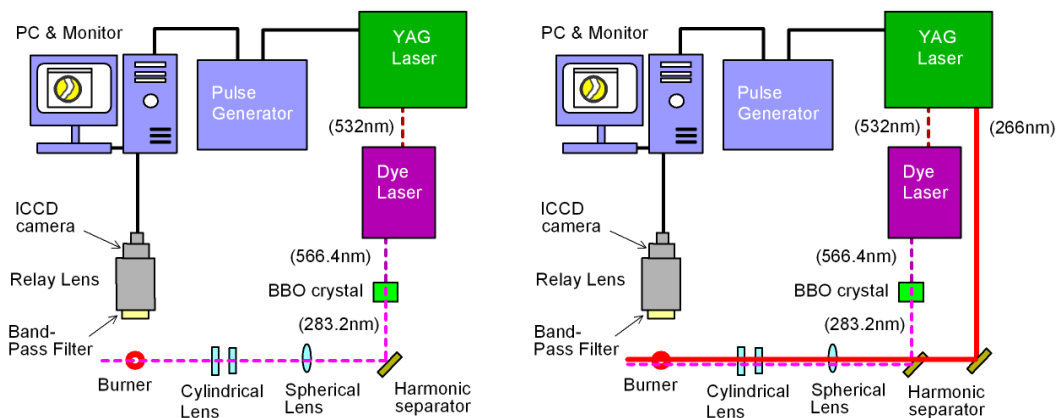 PC & Monitor
YAG
Laser
Pulse
Generator
(532nm)
Dye
Laser
ICCD
camera
(566.4nm)
Relay Lens
BBO crystal
(283.2nm)
Band-
Pass Filter
Burner
Cylindrical
Lens
Spherical
Lens
Harmonic
separator
PC & Monitor
YAG
Laser
Pulse
Generator
(532nm)
(266nm)
Dye
Laser
ICCD
camera
(566.4nm)
Relay Lens
BBO crystal
(283.2nm)
Band-
Pass Filter
Burner
Cylindrical
Lens
Spherical
Lens
Harmonic
separator